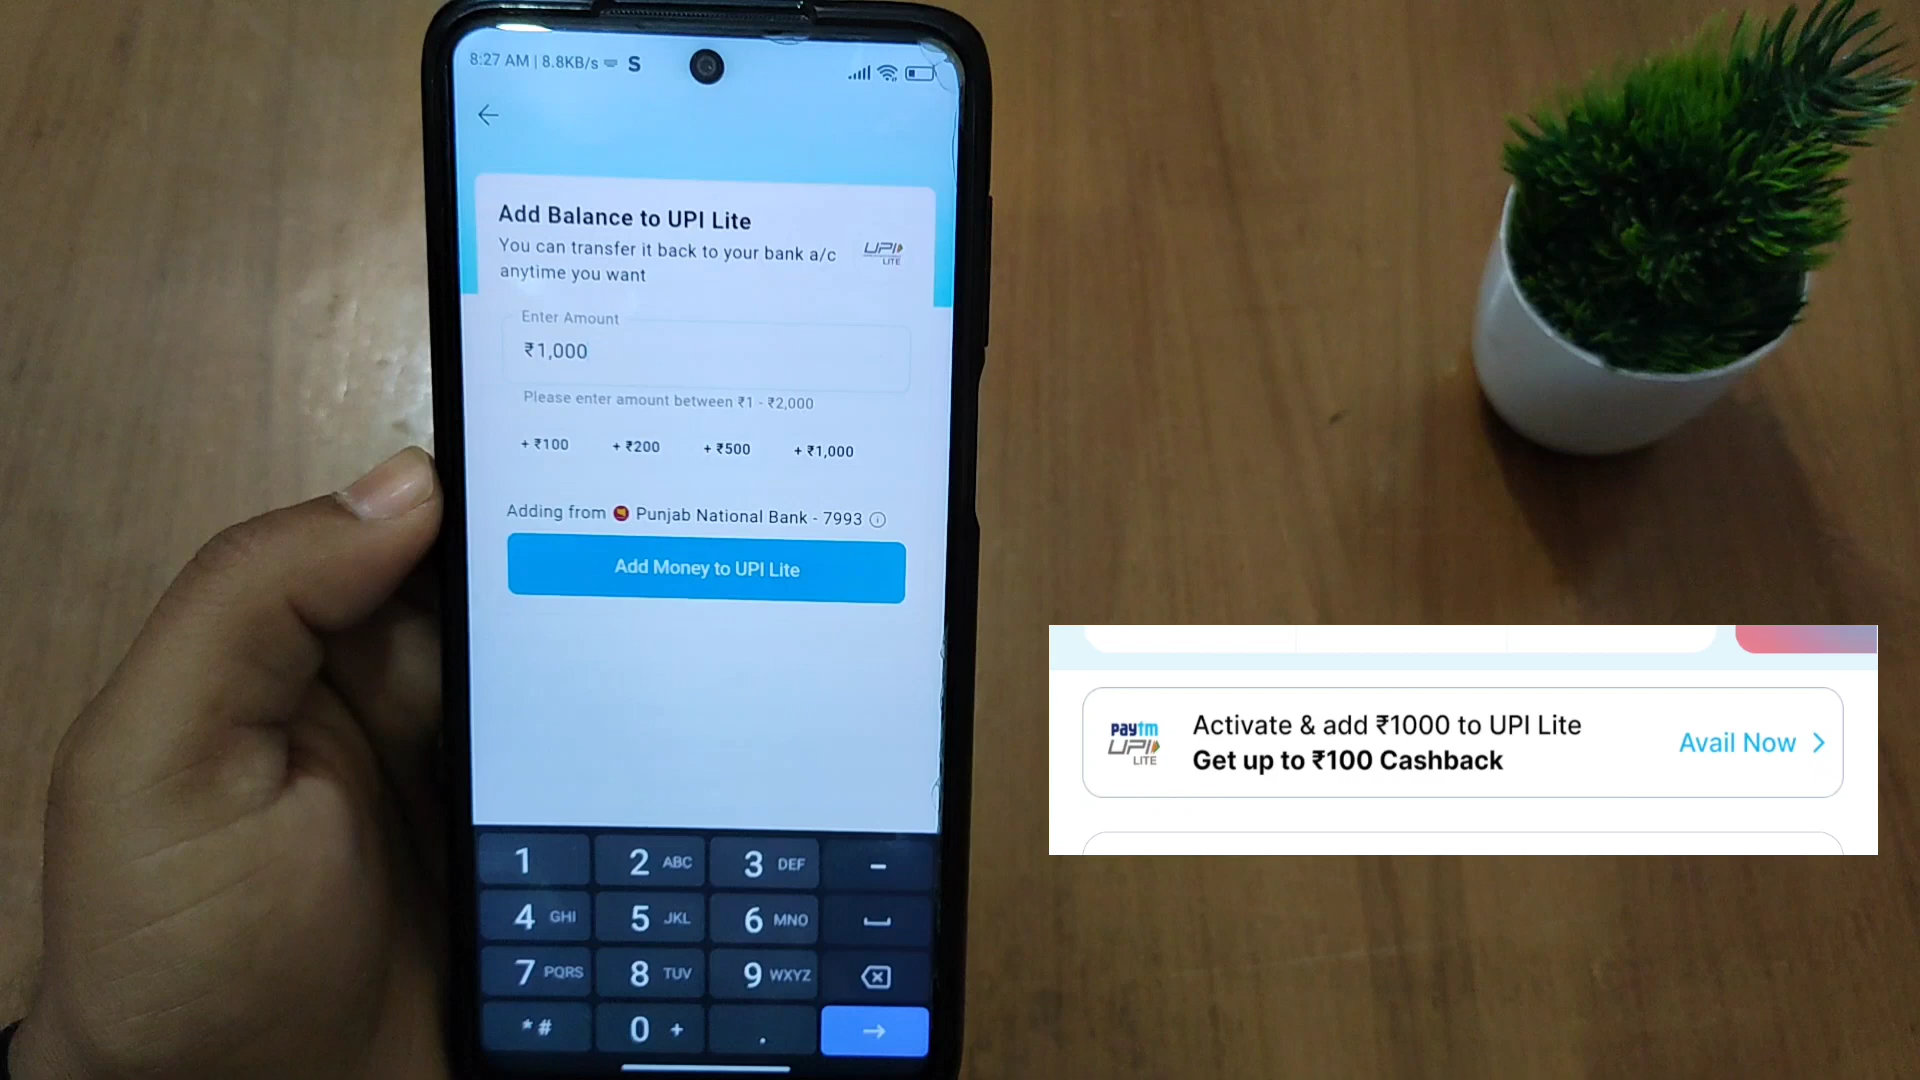 8:27 AM | 8.8KB/s S
Add Balance to UPI Lite
You can transfer it back to your bank a/c
anytime you want
UPI
LITE
Enter Amount
₹1,000
Please enter amount between ₹1 - ₹2,000
+ ₹100 + ₹200 + ₹500 + ₹1,000
Adding from Punjab National Bank - 7993
Add Money to UPI Lite
1 2 ABC 3 DEF -
4 GHI 5 JKL 6 MNO
7 PQRS 8 TUV 9 WXYZ
*# 0 + .
paytm
UPI
LITE
Activate & add ₹1000 to UPI Lite
Get up to ₹100 Cashback
Avail Now